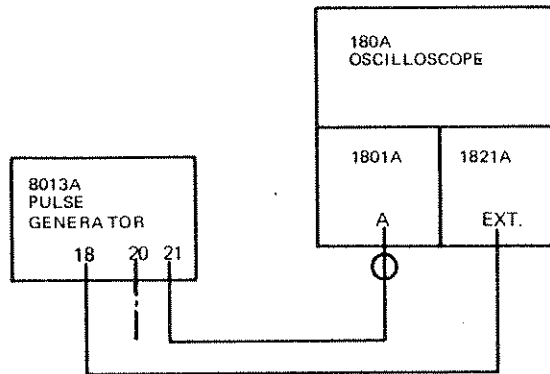 180A
OSCILLOSCOPE
1801A
1821A
A
EXT.
8013A
PULSE
GENERATOR
18 20 21